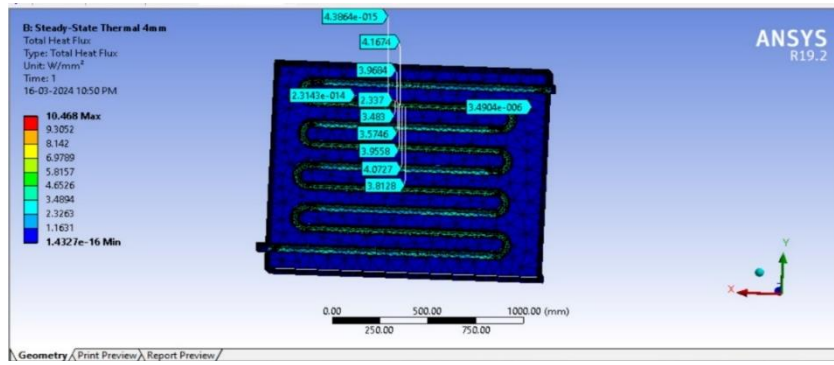 B: Steady-State Thermal 4mm
Total Heat Flux
Type: Total Heat Flux
Unit: W/mm²
Time: 1
16-03-2024 10:50 PM
10.468 Max
9.3052
8.142
6.9789
5.8157
4.6526
3.4894
2.3263
1.1631
1.4327e-16 Min
4.3864e-015
4.1674
3.9684
2.3143e-014
2.337
3.4904e-006
3.483
3.5746
3.9558
4.0727
3.8128
ANSYS
R19.2
Y
X
0.00 500.00 1000.00 (mm)
250.00 750.00
Geometry Print Preview Report Preview